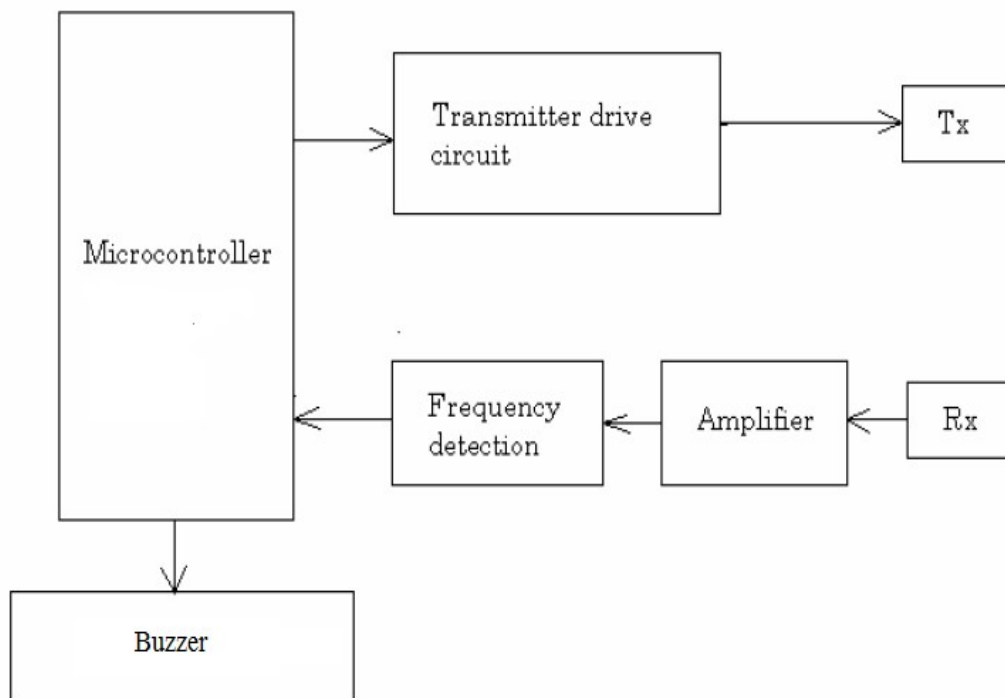 Transmitter drive
circuit
Tx
Microcontroller
Frequency
detection
Amplifier
Rx
Buzzer